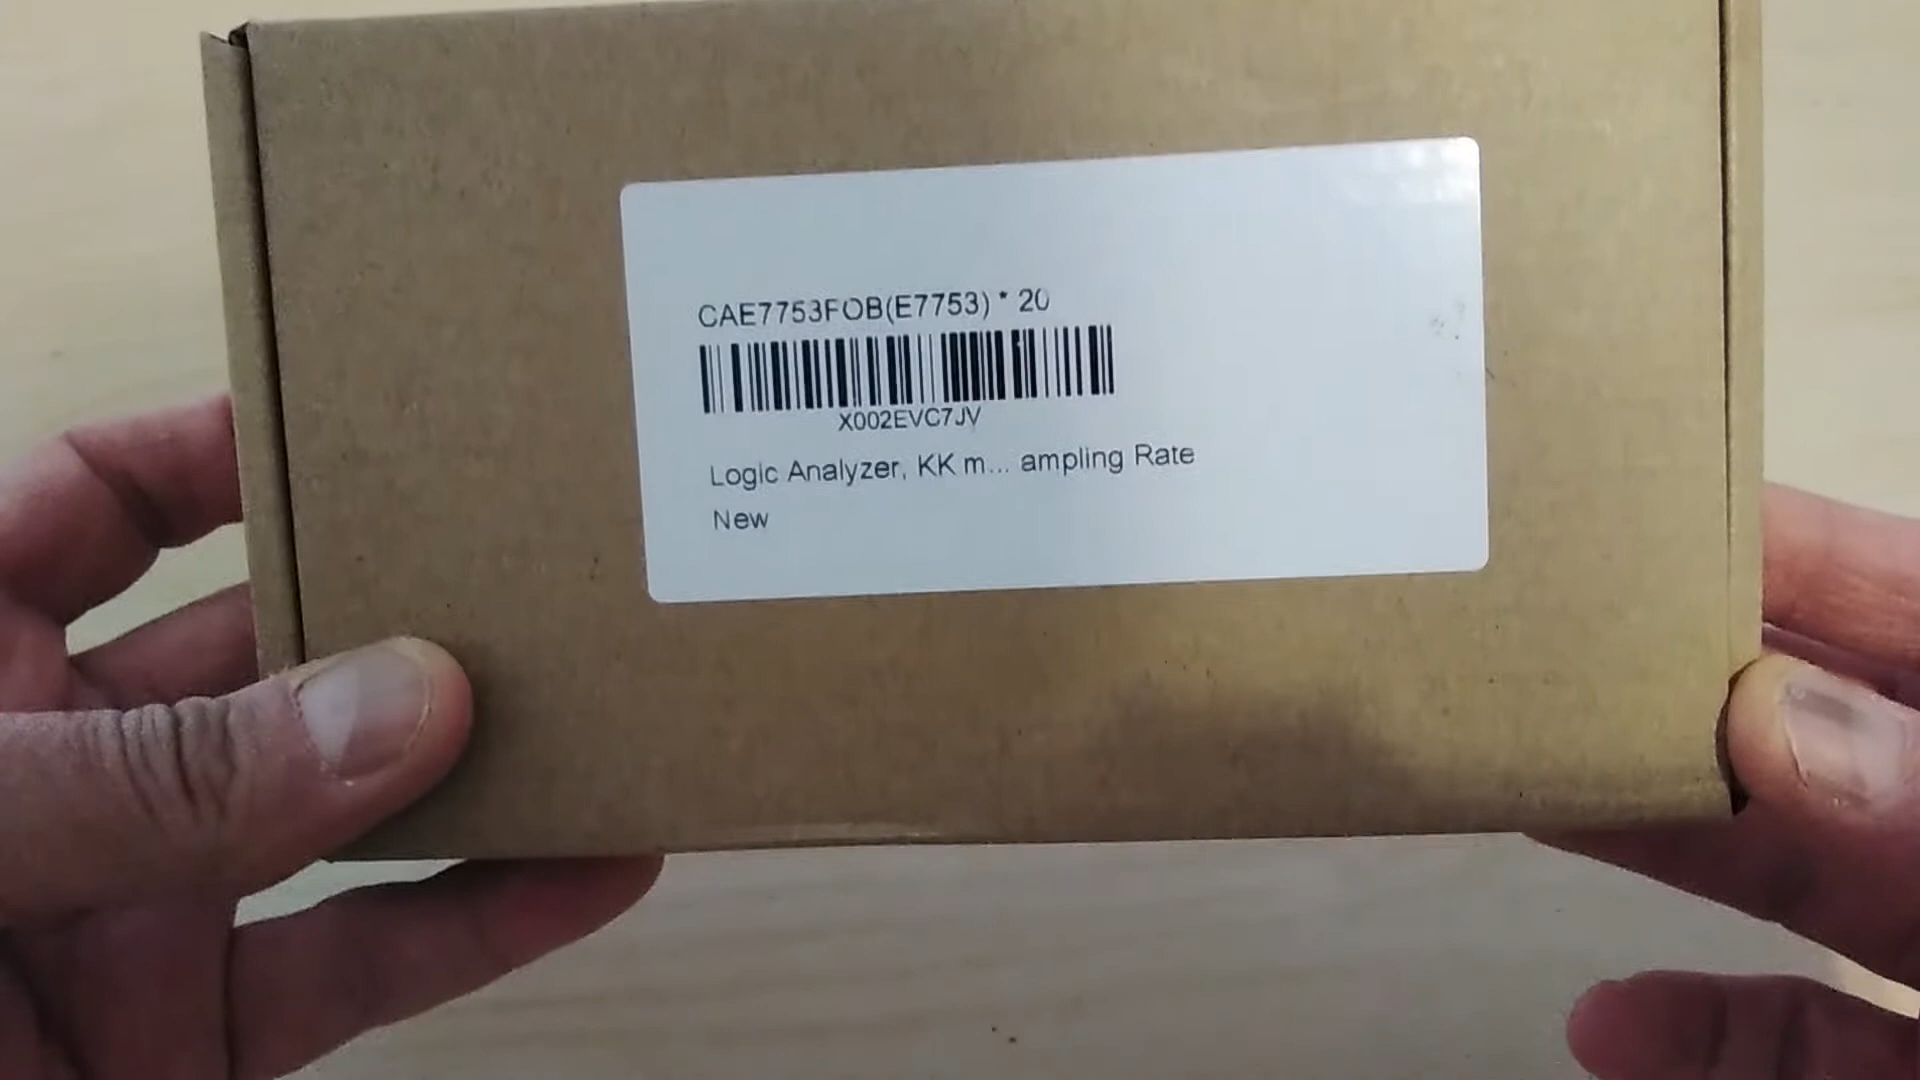 CAE7753FOB(E7753) * 20
X002EVC7JV
Logic Analyzer, KK m... ampling Rate
New